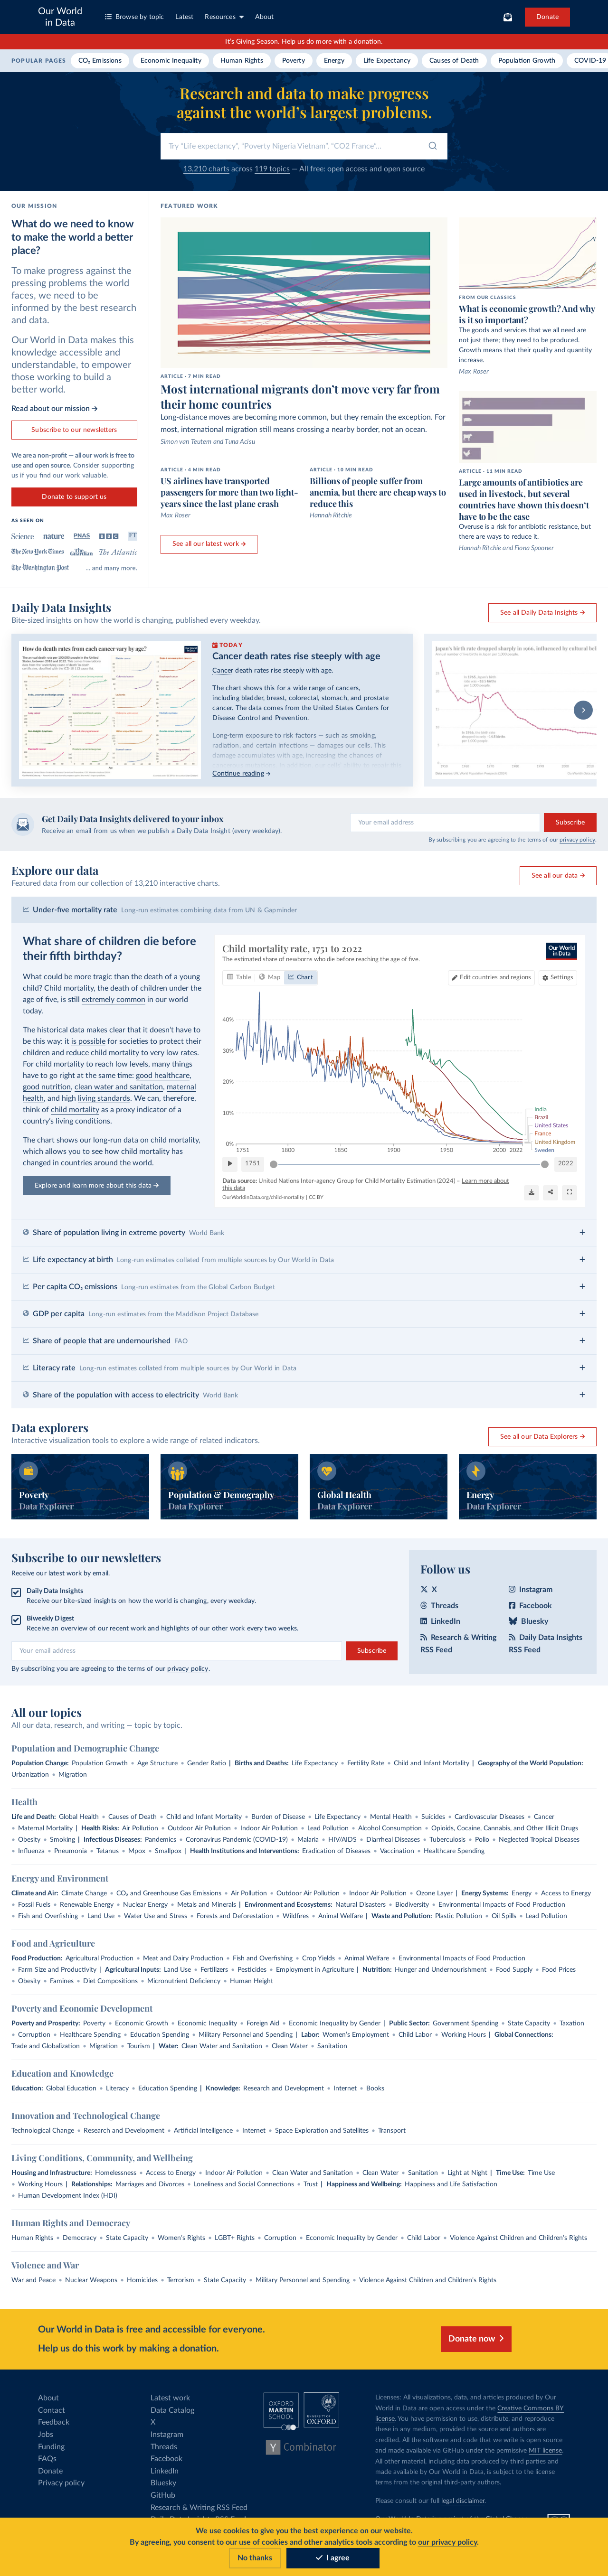 Our World
in Data
Browse by topic
Latest
Resources
About
Donate
It's Giving Season. Help us do more with a donation.
POPULAR PAGES
CO₂ Emissions
Economic Inequality
Human Rights
Poverty
Energy
Life Expectancy
Causes of Death
Population Growth
COVID-19
Research and data to make progress
against the world's largest problems.
Try "Life expectancy", "Poverty Nigeria Vietnam", "CO2 France"...
13,210 charts across 119 topics — All free: open access and open source
OUR MISSION
What do we need to know
to make the world a better
place?
To make progress against the
pressing problems the world
faces, we need to be
informed by the best research
and data.
Our World in Data makes this
knowledge accessible and
understandable, to empower
those working to build a
better world.
Read about our mission →
Subscribe to our newsletters
We are a non-profit — all our work is free to
use and open source. Consider supporting
us if you find our work valuable.
Donate to support us
AS SEEN ON
Science nature PNAS BBC FT
The New York Times The Guardian The Atlantic
The Washington Post ... and many more.
FEATURED WORK
ARTICLE · 7 MIN READ
Most international migrants don't move very far from
their home countries
Long-distance moves are becoming more common, but they remain the exception. For
most, international migration still means crossing a nearby border, not an ocean.
Simon van Teutem and Tuna Acisu
ARTICLE · 4 MIN READ
US airlines have transported
passengers for more than two light-
years since the last plane crash
Max Roser
ARTICLE · 10 MIN READ
Billions of people suffer from
anemia, but there are cheap ways to
reduce this
Hannah Ritchie
See all our latest work →
FROM OUR CLASSICS
What is economic growth? And why
is it so important?
The goods and services that we all need are
not just there; they need to be produced.
Growth means that their quality and quantity
increase.
Max Roser
ARTICLE · 11 MIN READ
Large amounts of antibiotics are
used in livestock, but several
countries have shown this doesn't
have to be the case
Overuse is a risk for antibiotic resistance, but
there are ways to reduce it.
Hannah Ritchie and Fiona Spooner
Daily Data Insights
Bite-sized insights on how the world is changing, published every weekday.
See all Daily Data Insights →
How do death rates from each cancer vary by age?
TODAY
Cancer death rates rise steeply with age
Cancer death rates rise steeply with age.
The chart shows this for a wide range of cancers,
including bladder, breast, colorectal, stomach, and prostate
cancer. The data comes from the United States Centers for
Disease Control and Prevention.
Long-term exposure to risk factors — such as smoking,
radiation, and certain infections — damages our cells. This
damage accumulates with age, increasing the chances of
Continue reading →
Get Daily Data Insights delivered to your inbox
Receive an email from us when we publish a Daily Data Insight (every weekday).
Your email address
Subscribe
By subscribing you are agreeing to the terms of our privacy policy.
Explore our data
Featured data from our collection of 13,210 interactive charts.
See all our data →
Under-five mortality rate Long-run estimates combining data from UN & Gapminder
What share of children die before
their fifth birthday?
What could be more tragic than the death of a young
child? Child mortality, the death of children under the
age of five, is still extremely common in our world
today.
The historical data makes clear that it doesn't have to
be this way: it is possible for societies to protect their
children and reduce child mortality to very low rates.
For child mortality to reach low levels, many things
have to go right at the same time: good healthcare,
good nutrition, clean water and sanitation, maternal
health, and high living standards. We can, therefore,
think of child mortality as a proxy indicator of a
country's living conditions.
The chart shows our long-run data on child mortality,
which allows you to see how child mortality has
changed in countries around the world.
Explore and learn more about this data →
Child mortality rate, 1751 to 2022
The estimated share of newborns who die before reaching the age of five.
Our World
in Data
Table
Map
Chart
Edit countries and regions
Settings
40%
30%
20%
10%
0%
1751 1800 1850 1900 1950 2000 2022
India
Brazil
United States
France
United Kingdom
Sweden
1751
2022
Data source: United Nations Inter-agency Group for Child Mortality Estimation (2024) – Learn more about
this data
OurWorldinData.org/child-mortality | CC BY
Share of population living in extreme poverty World Bank
Life expectancy at birth Long-run estimates collated from multiple sources by Our World in Data
Per capita CO₂ emissions Long-run estimates from the Global Carbon Budget
GDP per capita Long-run estimates from the Maddison Project Database
Share of people that are undernourished FAO
Literacy rate Long-run estimates collated from multiple sources by Our World in Data
Share of the population with access to electricity World Bank
Data explorers
Interactive visualization tools to explore a wide range of related indicators.
See all our Data Explorers →
Poverty
Data Explorer
Population & Demography
Data Explorer
Global Health
Data Explorer
Energy
Data Explorer
Subscribe to our newsletters
Receive our latest work by email.
Daily Data Insights
Receive our bite-sized insights on how the world is changing, every weekday.
Biweekly Digest
Receive an overview of our recent work and highlights of our other work every two weeks.
Your email address
Subscribe
By subscribing you are agreeing to the terms of our privacy policy.
Follow us
X
Instagram
Threads
Facebook
LinkedIn
Bluesky
Research & Writing
RSS Feed
Daily Data Insights
RSS Feed
All our topics
All our data, research, and writing — topic by topic.
Population and Demographic Change
Population Change: Population Growth • Age Structure • Gender Ratio | Births and Deaths: Life Expectancy • Fertility Rate • Child and Infant Mortality | Geography of the World Population:
Urbanization • Migration
Health
Life and Death: Global Health • Causes of Death • Child and Infant Mortality • Burden of Disease • Life Expectancy • Mental Health • Suicides • Cardiovascular Diseases • Cancer
• Maternal Mortality | Health Risks: Air Pollution • Outdoor Air Pollution • Indoor Air Pollution • Lead Pollution • Alcohol Consumption • Opioids, Cocaine, Cannabis, and Other Illicit Drugs
• Obesity • Smoking | Infectious Diseases: Pandemics • Coronavirus Pandemic (COVID-19) • Malaria • HIV/AIDS • Diarrheal Diseases • Tuberculosis • Polio • Neglected Tropical Diseases
• Influenza • Pneumonia • Tetanus • Mpox • Smallpox | Health Institutions and Interventions: Eradication of Diseases • Vaccination • Healthcare Spending
Energy and Environment
Climate and Air: Climate Change • CO₂ and Greenhouse Gas Emissions • Air Pollution • Outdoor Air Pollution • Indoor Air Pollution • Ozone Layer | Energy Systems: Energy • Access to Energy
• Fossil Fuels • Renewable Energy • Nuclear Energy • Metals and Minerals | Environment and Ecosystems: Natural Disasters • Biodiversity • Environmental Impacts of Food Production
• Fish and Overfishing • Land Use • Water Use and Stress • Forests and Deforestation • Wildfires • Animal Welfare | Waste and Pollution: Plastic Pollution • Oil Spills • Lead Pollution
Food and Agriculture
Food Production: Agricultural Production • Meat and Dairy Production • Fish and Overfishing • Crop Yields • Animal Welfare • Environmental Impacts of Food Production
• Farm Size and Productivity | Agricultural Inputs: Land Use • Fertilizers • Pesticides • Employment in Agriculture | Nutrition: Hunger and Undernourishment • Food Supply • Food Prices
• Obesity • Famines • Diet Compositions • Micronutrient Deficiency • Human Height
Poverty and Economic Development
Poverty and Prosperity: Poverty • Economic Growth • Economic Inequality • Foreign Aid • Economic Inequality by Gender | Public Sector: Government Spending • State Capacity • Taxation
• Corruption • Healthcare Spending • Education Spending • Military Personnel and Spending | Labor: Women's Employment • Child Labor • Working Hours | Global Connections:
Trade and Globalization • Migration • Tourism | Water: Clean Water and Sanitation • Clean Water • Sanitation
Education and Knowledge
Education: Global Education • Literacy • Education Spending | Knowledge: Research and Development • Internet • Books
Innovation and Technological Change
Technological Change • Research and Development • Artificial Intelligence • Internet • Space Exploration and Satellites • Transport
Living Conditions, Community, and Wellbeing
Housing and Infrastructure: Homelessness • Access to Energy • Indoor Air Pollution • Clean Water and Sanitation • Clean Water • Sanitation • Light at Night | Time Use: Time Use
• Working Hours | Relationships: Marriages and Divorces • Loneliness and Social Connections • Trust | Happiness and Wellbeing: Happiness and Life Satisfaction
• Human Development Index (HDI)
Human Rights and Democracy
Human Rights • Democracy • State Capacity • Women's Rights • LGBT+ Rights • Corruption • Economic Inequality by Gender • Child Labor • Violence Against Children and Children's Rights
Violence and War
War and Peace • Nuclear Weapons • Homicides • Terrorism • State Capacity • Military Personnel and Spending • Violence Against Children and Children's Rights
Our World in Data is free and accessible for everyone.
Help us do this work by making a donation.
Donate now
About
Contact
Feedback
Jobs
Funding
FAQs
Donate
Privacy policy
Latest work
Data Catalog
X
Instagram
Threads
Facebook
LinkedIn
Bluesky
GitHub
Research & Writing RSS Feed
OXFORD
MARTIN
SCHOOL
UNIVERSITY OF
OXFORD
Y Combinator
Licenses: All visualizations, data, and articles produced by Our
World in Data are open access under the Creative Commons BY
license. You have permission to use, distribute, and reproduce
these in any medium, provided the source and authors are
credited. All the software and code that we write is open source
and made available via GitHub under the permissive MIT license.
All other material, including data produced by third parties and
made available by Our World in Data, is subject to the license
terms from the original third-party authors.
Please consult our full legal disclaimer.
We use cookies to give you the best experience on our website.
By agreeing, you consent to our use of cookies and other analytics tools according to our privacy policy.
No thanks
I agree